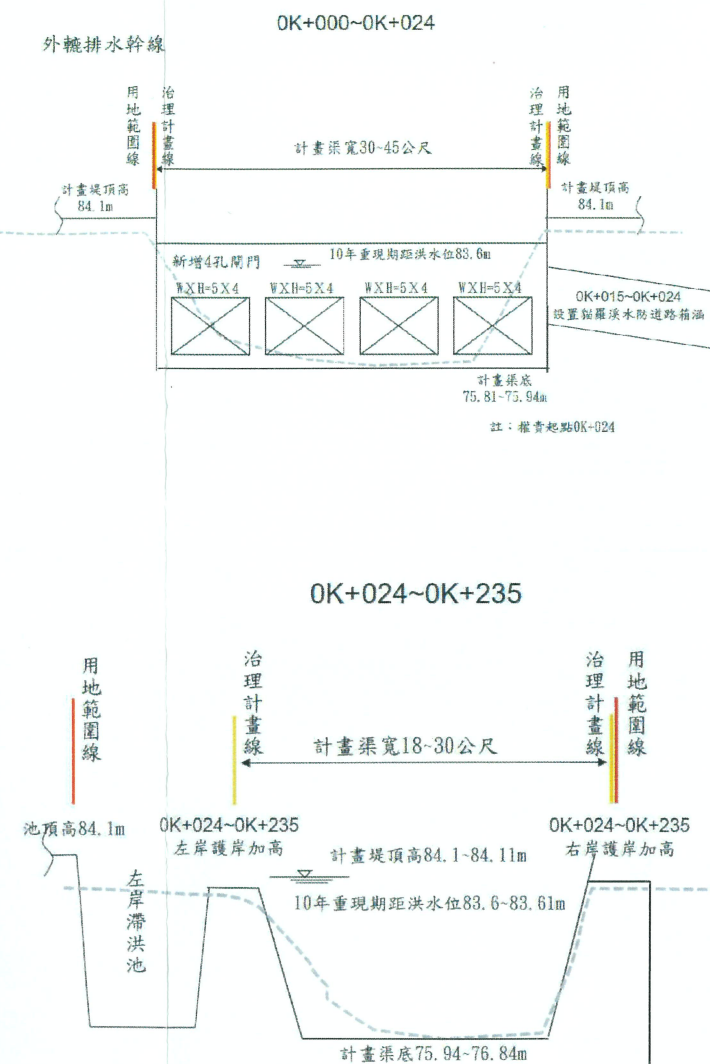 0K+000~0K+024
外轆排水幹線
用地範圍線
治理計畫線
治理計畫線
用地範圍線
計畫渠寬30~45公尺
計畫堤頂高
84.1m
計畫堤頂高
84.1m
新增4孔閘門
10年重現期距洪水位83.6m
WXH=5X4
WXH=5X4
WXH=5X4
WXH=5X4
0K+015~0K+024
設置貓羅溪水防道路箱涵
計畫渠底
75.81~75.94m
註：權責起點0K+024
0K+024~0K+235
用地範圍線
治理計畫線
治理計畫線
用地範圍線
計畫渠寬18~30公尺
池頂高84.1m
0K+024~0K+235
左岸護岸加高
0K+024~0K+235
右岸護岸加高
計畫堤頂高84.1~84.11m
左岸滯洪池
10年重現期距洪水位83.6~83.61m
計畫渠底75.94~76.84m